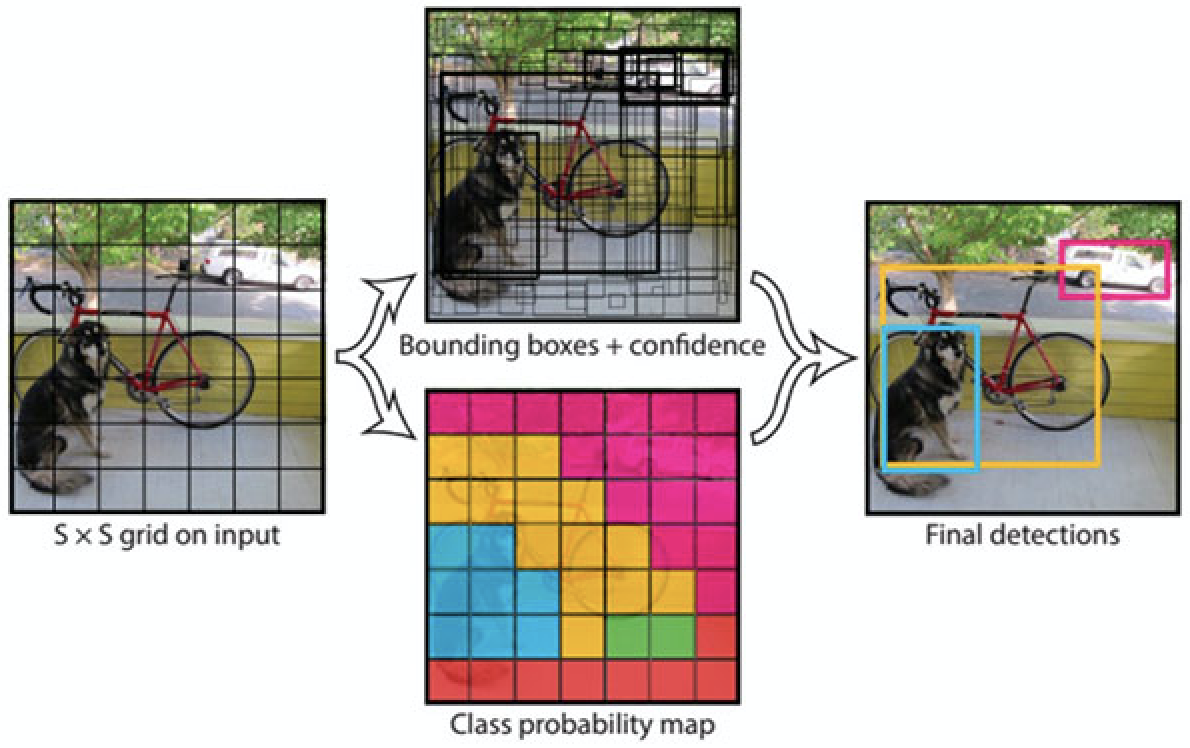 S × S grid on input
Bounding boxes + confidence
Class probability map
Final detections